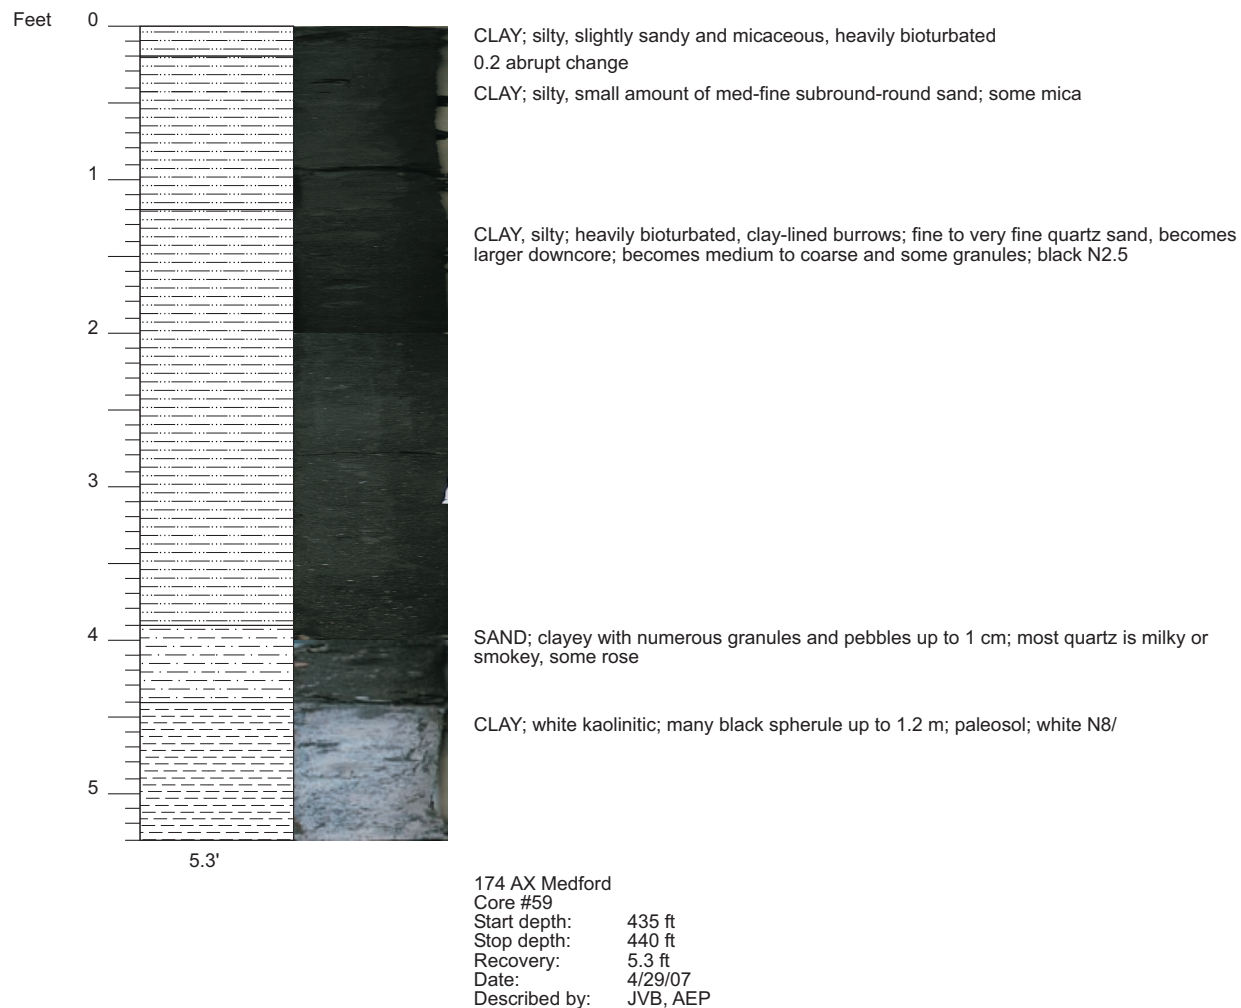 Feet
0
CLAY; silty, slightly sandy and micaceous, heavily bioturbated
0.2 abrupt change
CLAY; silty, small amount of med-fine subround-round sand; some mica
1
CLAY, silty; heavily bioturbated, clay-lined burrows; fine to very fine quartz sand, becomes
larger downcore; becomes medium to coarse and some granules; black N2.5
2
3
4
SAND; clayey with numerous granules and pebbles up to 1 cm; most quartz is milky or
smokey, some rose
CLAY; white kaolinitic; many black spherule up to 1.2 m; paleosol; white N8/
5
5.3'
174 AX Medford
Core #59
Start depth: 435 ft
Stop depth: 440 ft
Recovery: 5.3 ft
Date: 4/29/07
Described by: JVB, AEP